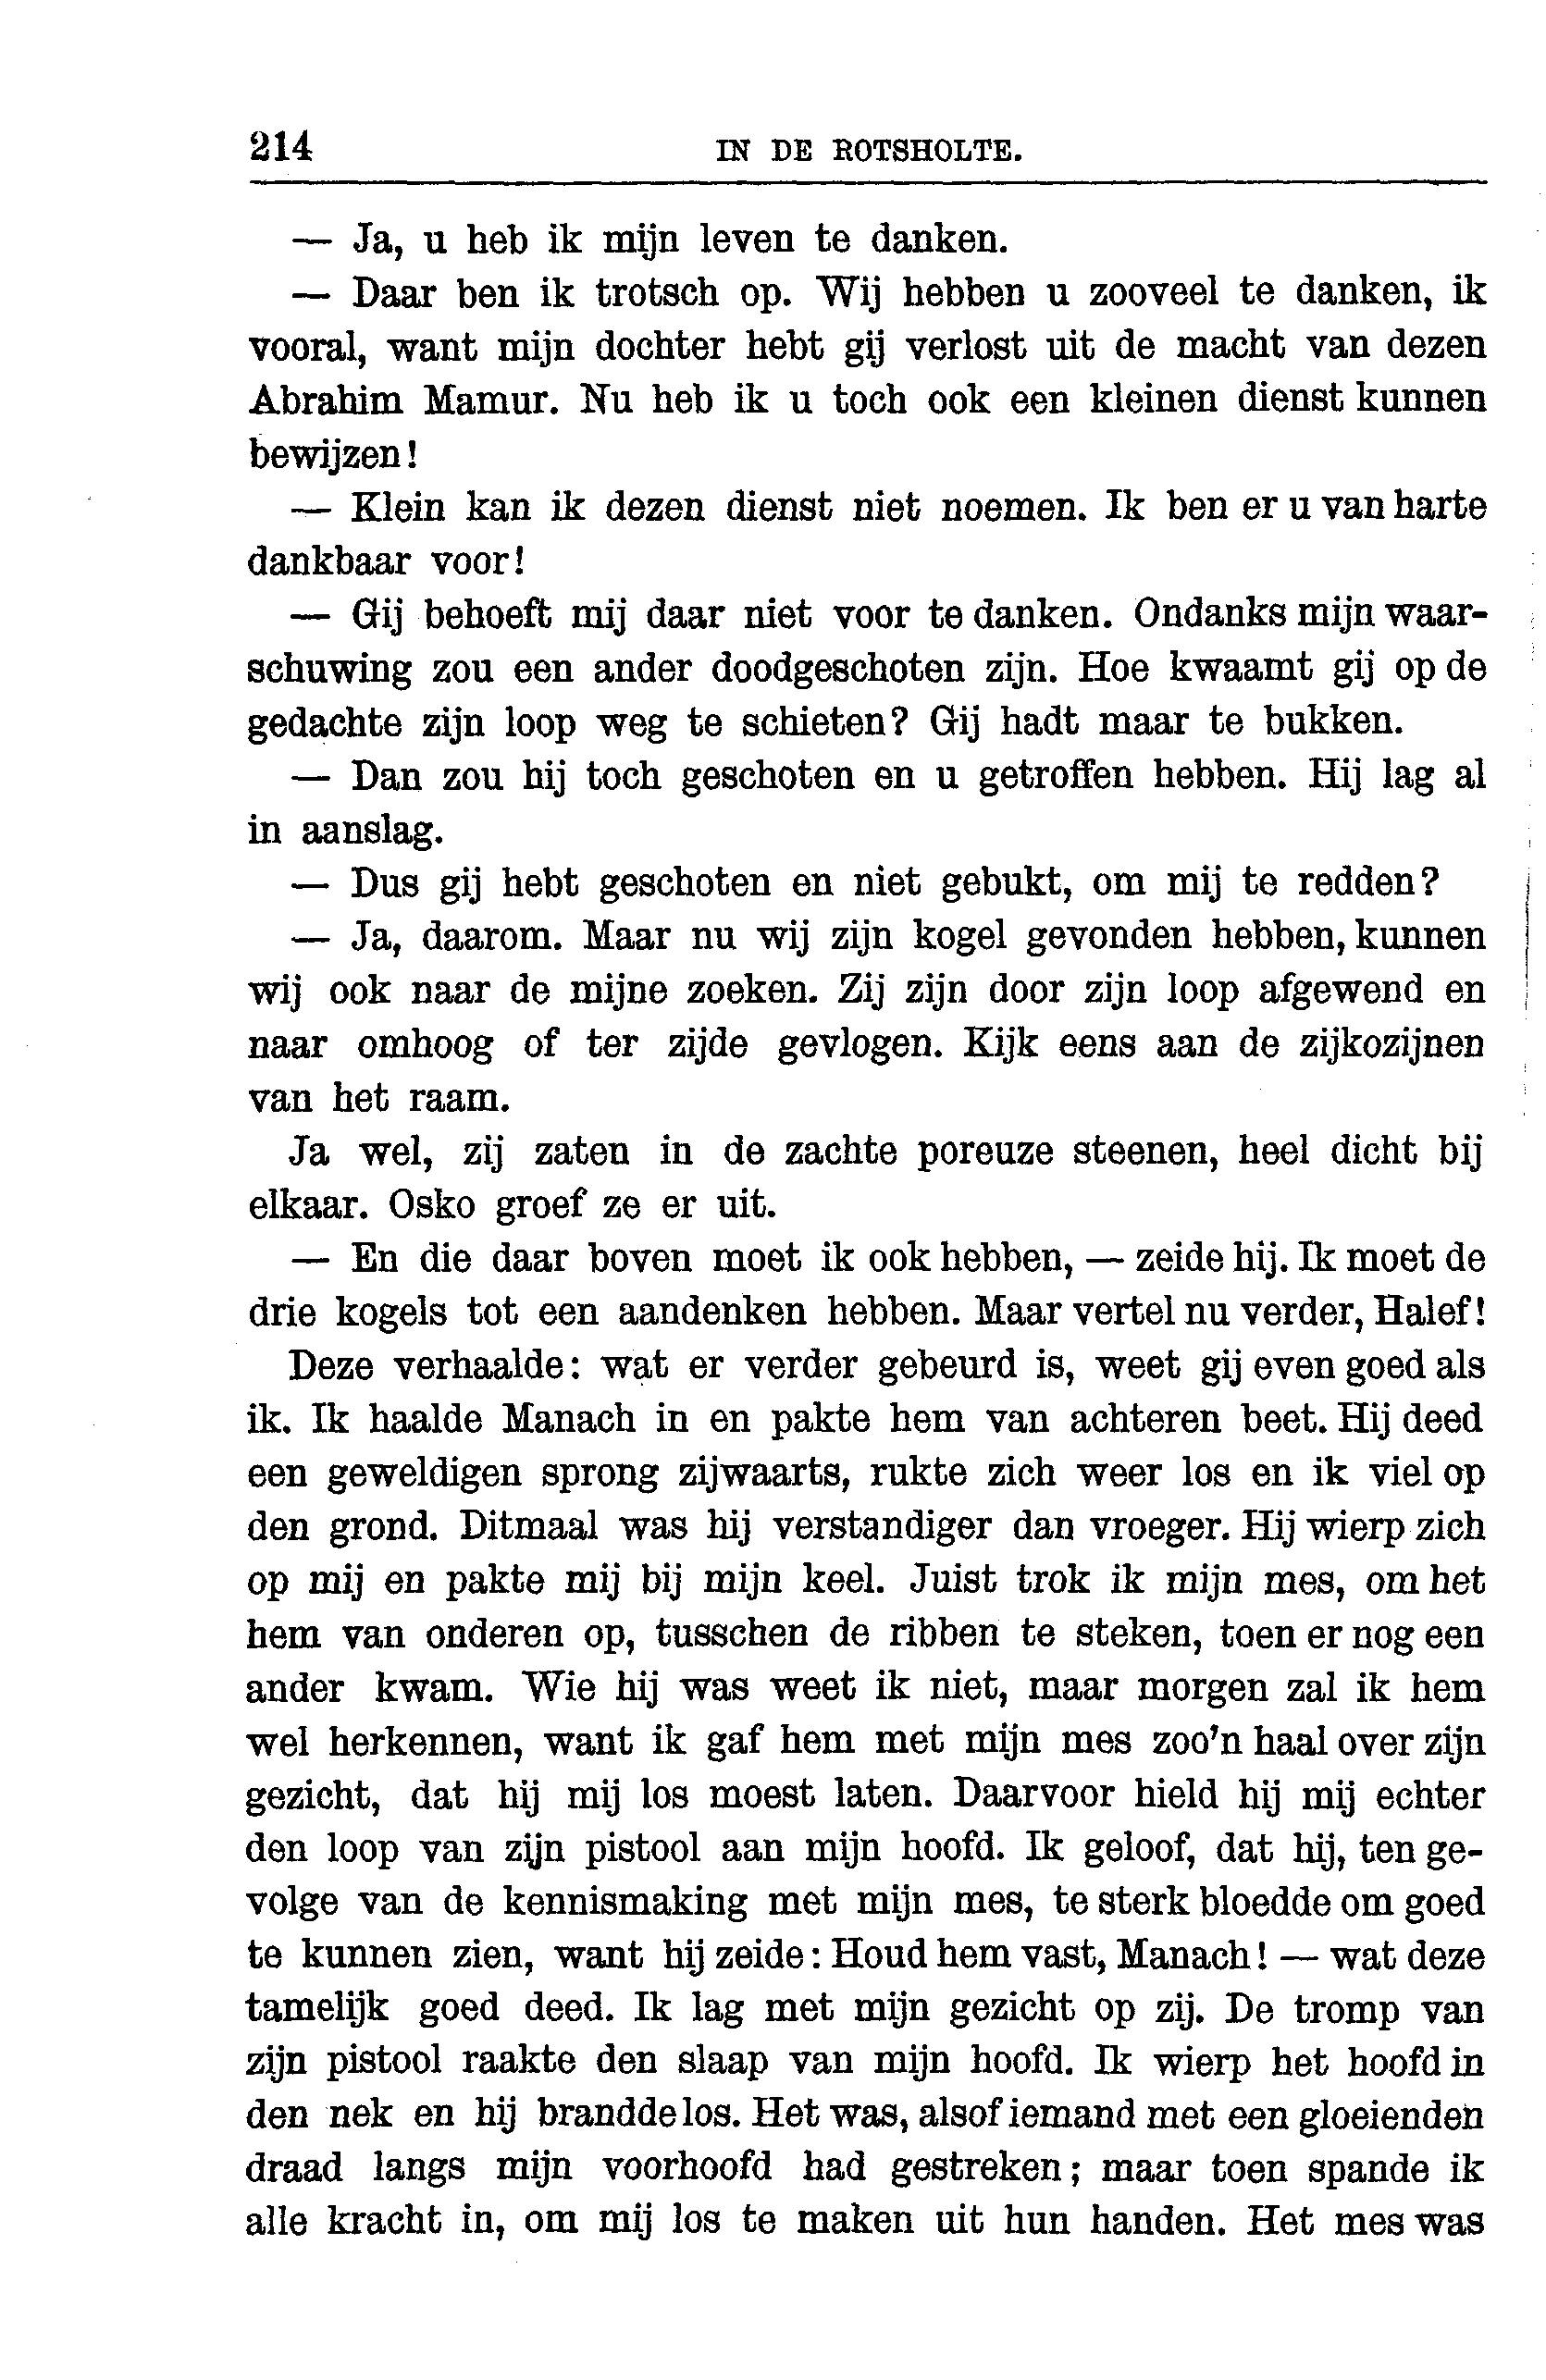 214 IN DE ROTSHOLTE.
— Ja, u heb ik mijn leven te danken.
— Daar ben ik trotsch op. Wij hebben u zooveel te danken, ik
vooral, want mijn dochter hebt gij verlost uit de macht van dezen
Abrahim Mamur. Nu heb ik u toch ook een kleinen dienst kunnen
bewijzen!
— Klein kan ik dezen dienst niet noemen. Ik ben er u van harte
dankbaar voor!
— Gij behoeft mij daar niet voor te danken. Ondanks mijn waar-
schuwing zou een ander doodgeschoten zijn. Hoe kwaamt gij op de
gedachte zijn loop weg te schieten? Gij hadt maar te bukken.
— Dan zou hij toch geschoten en u getroffen hebben. Hij lag al
in aanslag.
— Dus gij hebt geschoten en niet gebukt, om mij te redden?
— Ja, daarom. Maar nu wij zijn kogel gevonden hebben, kunnen
wij ook naar de mijne zoeken. Zij zijn door zijn loop afgewend en
naar omhoog of ter zijde gevlogen. Kijk eens aan de zijkozijnen
van het raam.
Ja wel, zij zaten in de zachte poreuze steenen, heel dicht bij
elkaar. Osko groef ze er uit.
— En die daar boven moet ik ook hebben, — zeide hij. Ik moet de
drie kogels tot een aandenken hebben. Maar vertel nu verder, Halef!
Deze verhaalde: wat er verder gebeurd is, weet gij even goed als
ik. Ik haalde Manach in en pakte hem van achteren beet. Hij deed
een geweldigen sprong zijwaarts, rukte zich weer los en ik viel op
den grond. Ditmaal was hij verstandiger dan vroeger. Hij wierp zich
op mij en pakte mij bij mijn keel. Juist trok ik mijn mes, om het
hem van onderen op, tusschen de ribben te steken, toen er nog een
ander kwam. Wie hij was weet ik niet, maar morgen zal ik hem
wel herkennen, want ik gaf hem met mijn mes zoo'n haal over zijn
gezicht, dat hij mij los moest laten. Daarvoor hield hij mij echter
den loop van zijn pistool aan mijn hoofd. Ik geloof, dat hij, ten ge-
volge van de kennismaking met mijn mes, te sterk bloedde om goed
te kunnen zien, want hij zeide: Houd hem vast, Manach! — wat deze
tamelijk goed deed. Ik lag met mijn gezicht op zij. De tromp van
zijn pistool raakte den slaap van mijn hoofd. Ik wierp het hoofd in
den nek en hij brandde los. Het was, alsof iemand met een gloeienden
draad langs mijn voorhoofd had gestreken; maar toen spande ik
alle kracht in, om mij los te maken uit hun handen. Het mes was